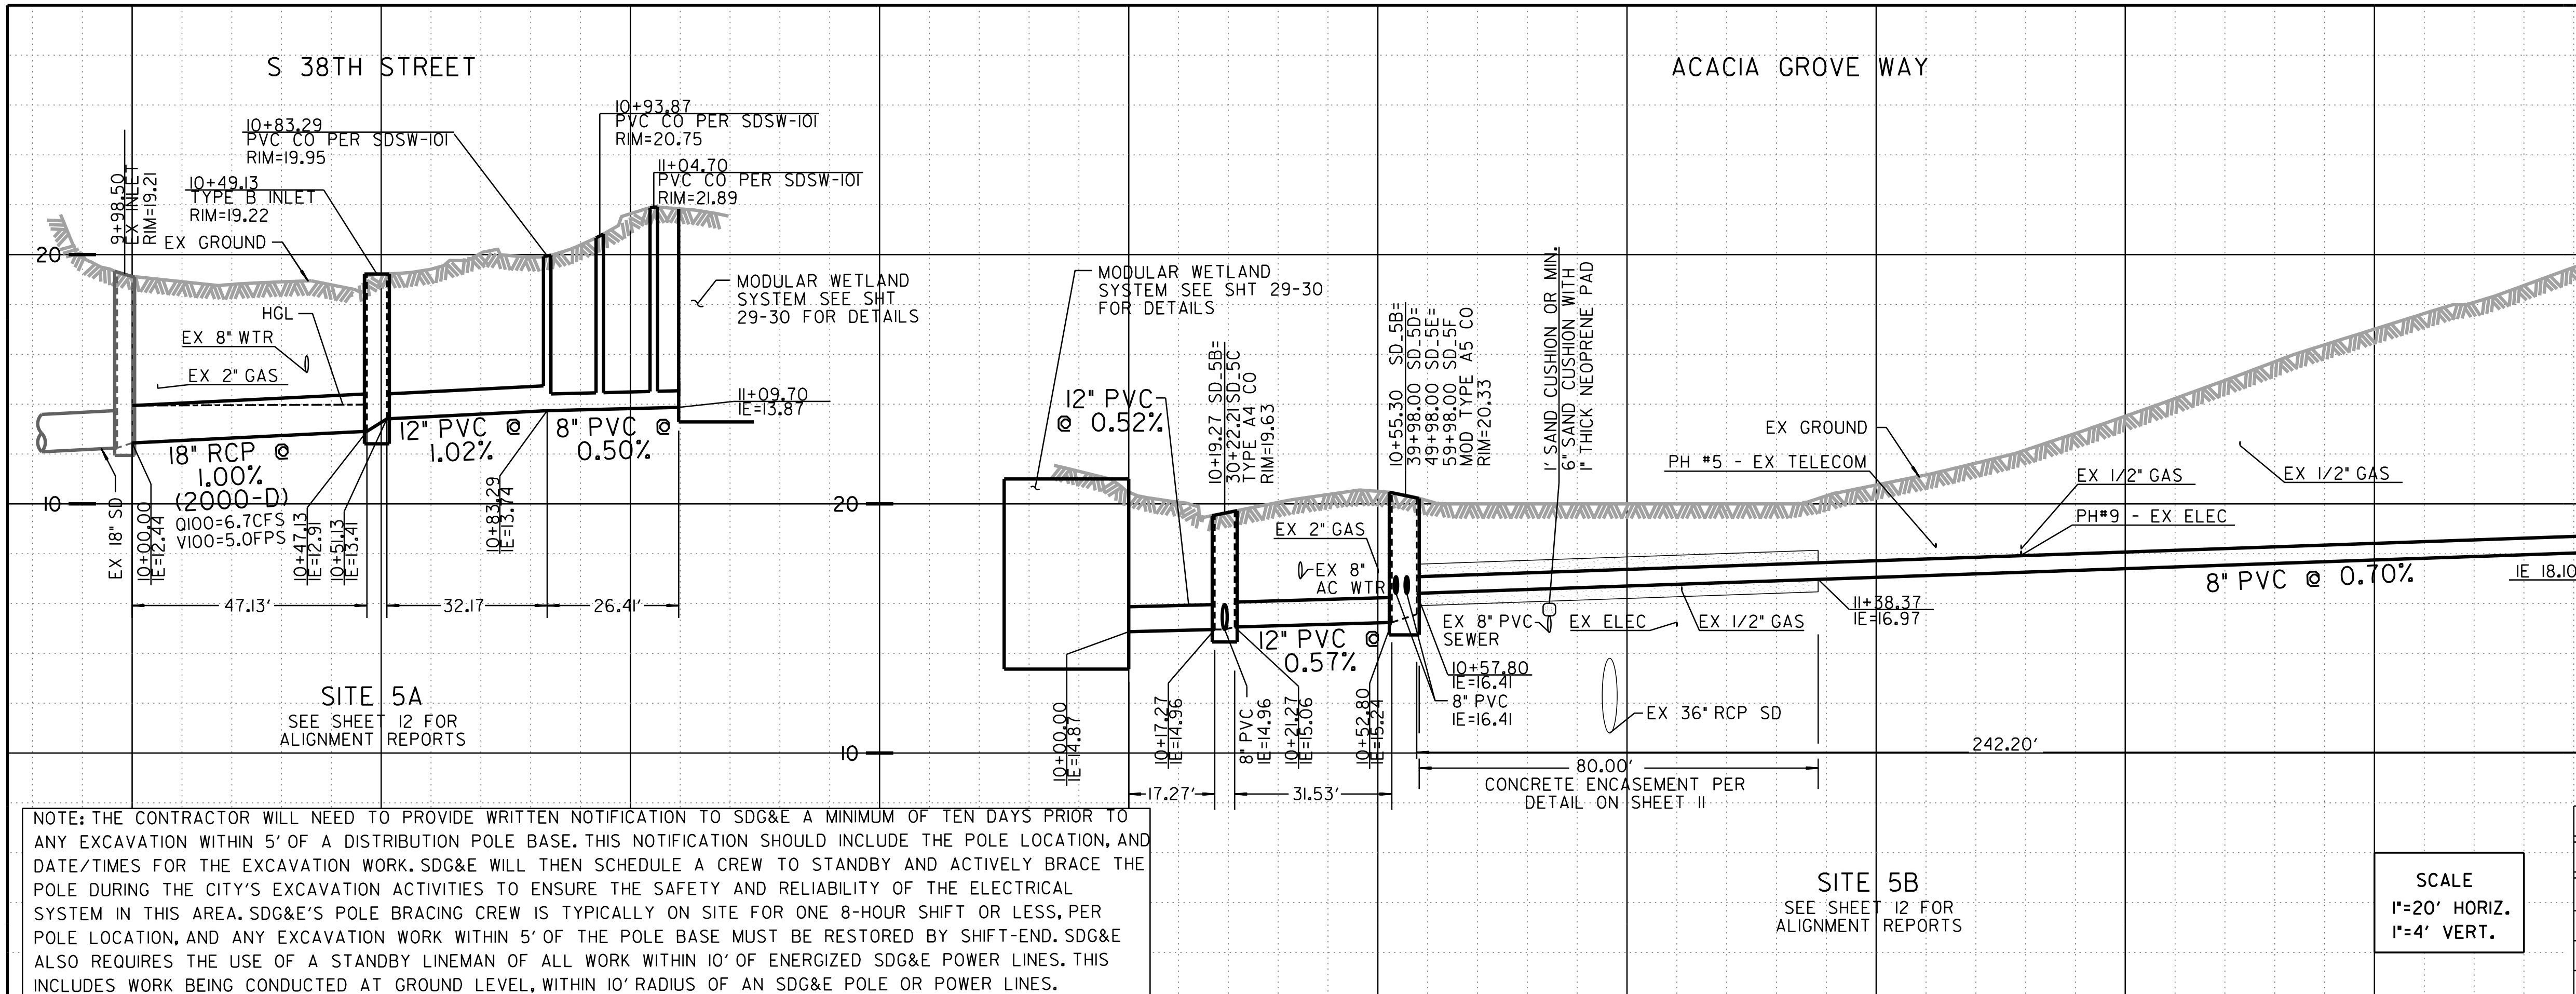 S 38TH STREET
ACACIA GROVE WAY
10+93.87
PVC CO PER SDSW-101
RIM=20.75
10+83.29
PVC CO PER SDSW-101
RIM=19.95
11+04.70
PVC CO PER SDSW-101
RIM=21.89
9+98.50
EX INLET
RIM=19.21
10+49.13
TYPE B INLET
RIM=19.22
EX GROUND
20
HGL
EX 8" WTR
EX 2" GAS
MODULAR WETLAND
SYSTEM SEE SHT
29-30 FOR DETAILS
11+09.70
IE=13.87
18" RCP @
1.00%
(2000-D)
Q100=6.7CFS
V100=5.0FPS
12" PVC @
1.02%
8" PVC @
0.50%
10
EX 18" SD
10+00.00
IE=12.44
10+47.13
IE=12.91
10+51.13
IE=13.41
10+83.29
IE=13.74
47.13'
32.17
26.41'
SITE 5A
SEE SHEET 12 FOR
ALIGNMENT REPORTS
MODULAR WETLAND
SYSTEM SEE SHT 29-30
FOR DETAILS
12" PVC
@ 0.52%
20
10+19.27 SD_5B=
30+22.21 SD_5C
TYPE A4 CO
RIM=19.63
10+55.30 SD_5B=
39+98.00 SD_5D=
49+98.00 SD_5E=
59+98.00 SD_5F
MOD TYPE A5 CO
RIM=20.33
1' SAND CUSHION OR MIN.
6" SAND CUSHION WITH
1" THICK NEOPRENE PAD
EX GROUND
PH #5 - EX TELECOM
EX 1/2" GAS
EX 1/2" GAS
PH#9 - EX ELEC
EX 2" GAS
EX 8"
AC WTR
8" PVC @ 0.70%
IE 18.10
12" PVC @
0.57%
EX 8" PVC
SEWER
EX ELEC
EX 1/2" GAS
11+38.37
IE=16.97
10+57.80
IE=16.41
8" PVC
IE=16.41
EX 36" RCP SD
10
10+00.00
IE=14.87
10+17.27
IE=14.96
8" PVC
IE=14.96
10+21.27
IE=15.06
10+52.80
IE=15.24
242.20'
80.00'
CONCRETE ENCASEMENT PER
DETAIL ON SHEET 11
17.27'
31.53'
NOTE: THE CONTRACTOR WILL NEED TO PROVIDE WRITTEN NOTIFICATION TO SDG&E A MINIMUM OF TEN DAYS PRIOR TO
ANY EXCAVATION WITHIN 5' OF A DISTRIBUTION POLE BASE. THIS NOTIFICATION SHOULD INCLUDE THE POLE LOCATION, AND
DATE/TIMES FOR THE EXCAVATION WORK. SDG&E WILL THEN SCHEDULE A CREW TO STANDBY AND ACTIVELY BRACE THE
POLE DURING THE CITY'S EXCAVATION ACTIVITIES TO ENSURE THE SAFETY AND RELIABILITY OF THE ELECTRICAL
SYSTEM IN THIS AREA. SDG&E'S POLE BRACING CREW IS TYPICALLY ON SITE FOR ONE 8-HOUR SHIFT OR LESS, PER
POLE LOCATION, AND ANY EXCAVATION WORK WITHIN 5' OF THE POLE BASE MUST BE RESTORED BY SHIFT-END. SDG&E
ALSO REQUIRES THE USE OF A STANDBY LINEMAN OF ALL WORK WITHIN 10' OF ENERGIZED SDG&E POWER LINES. THIS
INCLUDES WORK BEING CONDUCTED AT GROUND LEVEL, WITHIN 10' RADIUS OF AN SDG&E POLE OR POWER LINES.
SITE 5B
SEE SHEET 12 FOR
ALIGNMENT REPORTS
SCALE
1"=20' HORIZ.
1"=4' VERT.